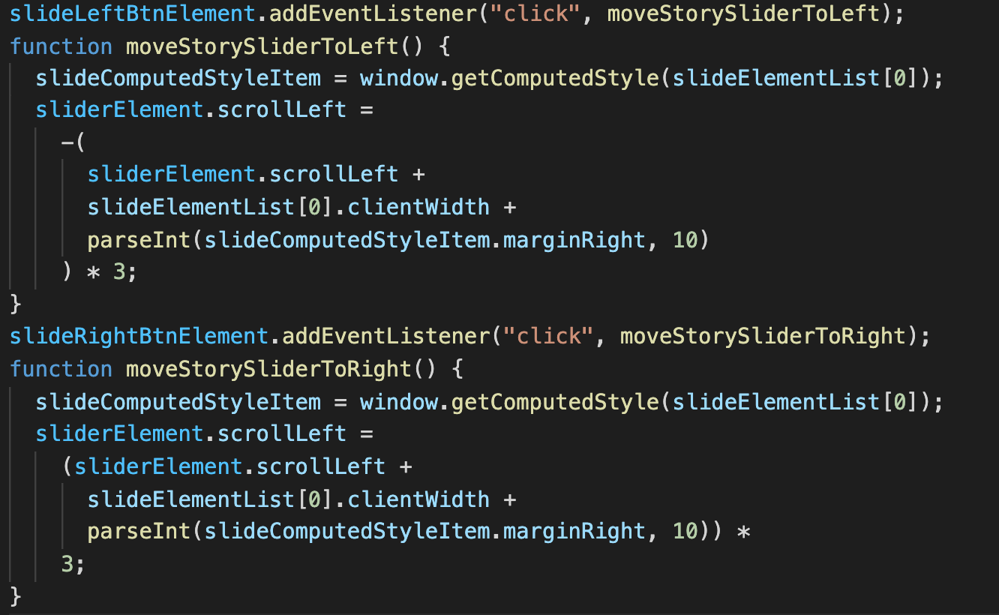 slideLeftBtnElement.addEventListener("click", moveStorySliderToLeft);
function moveStorySliderToLeft() {
  slideComputedStyleItem = window.getComputedStyle(slideElementList[0]);
  sliderElement.scrollLeft =
    -(
      sliderElement.scrollLeft +
      slideElementList[0].clientWidth +
      parseInt(slideComputedStyleItem.marginRight, 10)
    ) * 3;
}
slideRightBtnElement.addEventListener("click", moveStorySliderToRight);
function moveStorySliderToRight() {
  slideComputedStyleItem = window.getComputedStyle(slideElementList[0]);
  sliderElement.scrollLeft =
    (sliderElement.scrollLeft +
      slideElementList[0].clientWidth +
      parseInt(slideComputedStyleItem.marginRight, 10)) *
    3;
}